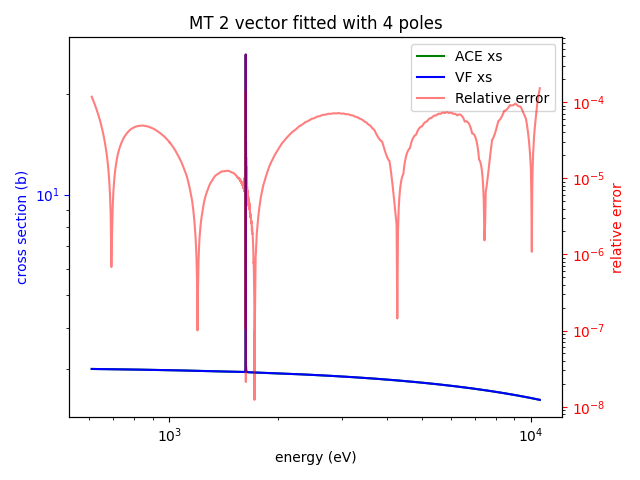 MT 2 vector fitted with 4 poles
ACE xs
VF xs
Relative error
cross section (b)
10¹
10⁻⁴
10⁻⁵
10⁻⁶
10⁻⁷
10⁻⁸
relative error
10³
10⁴
energy (eV)